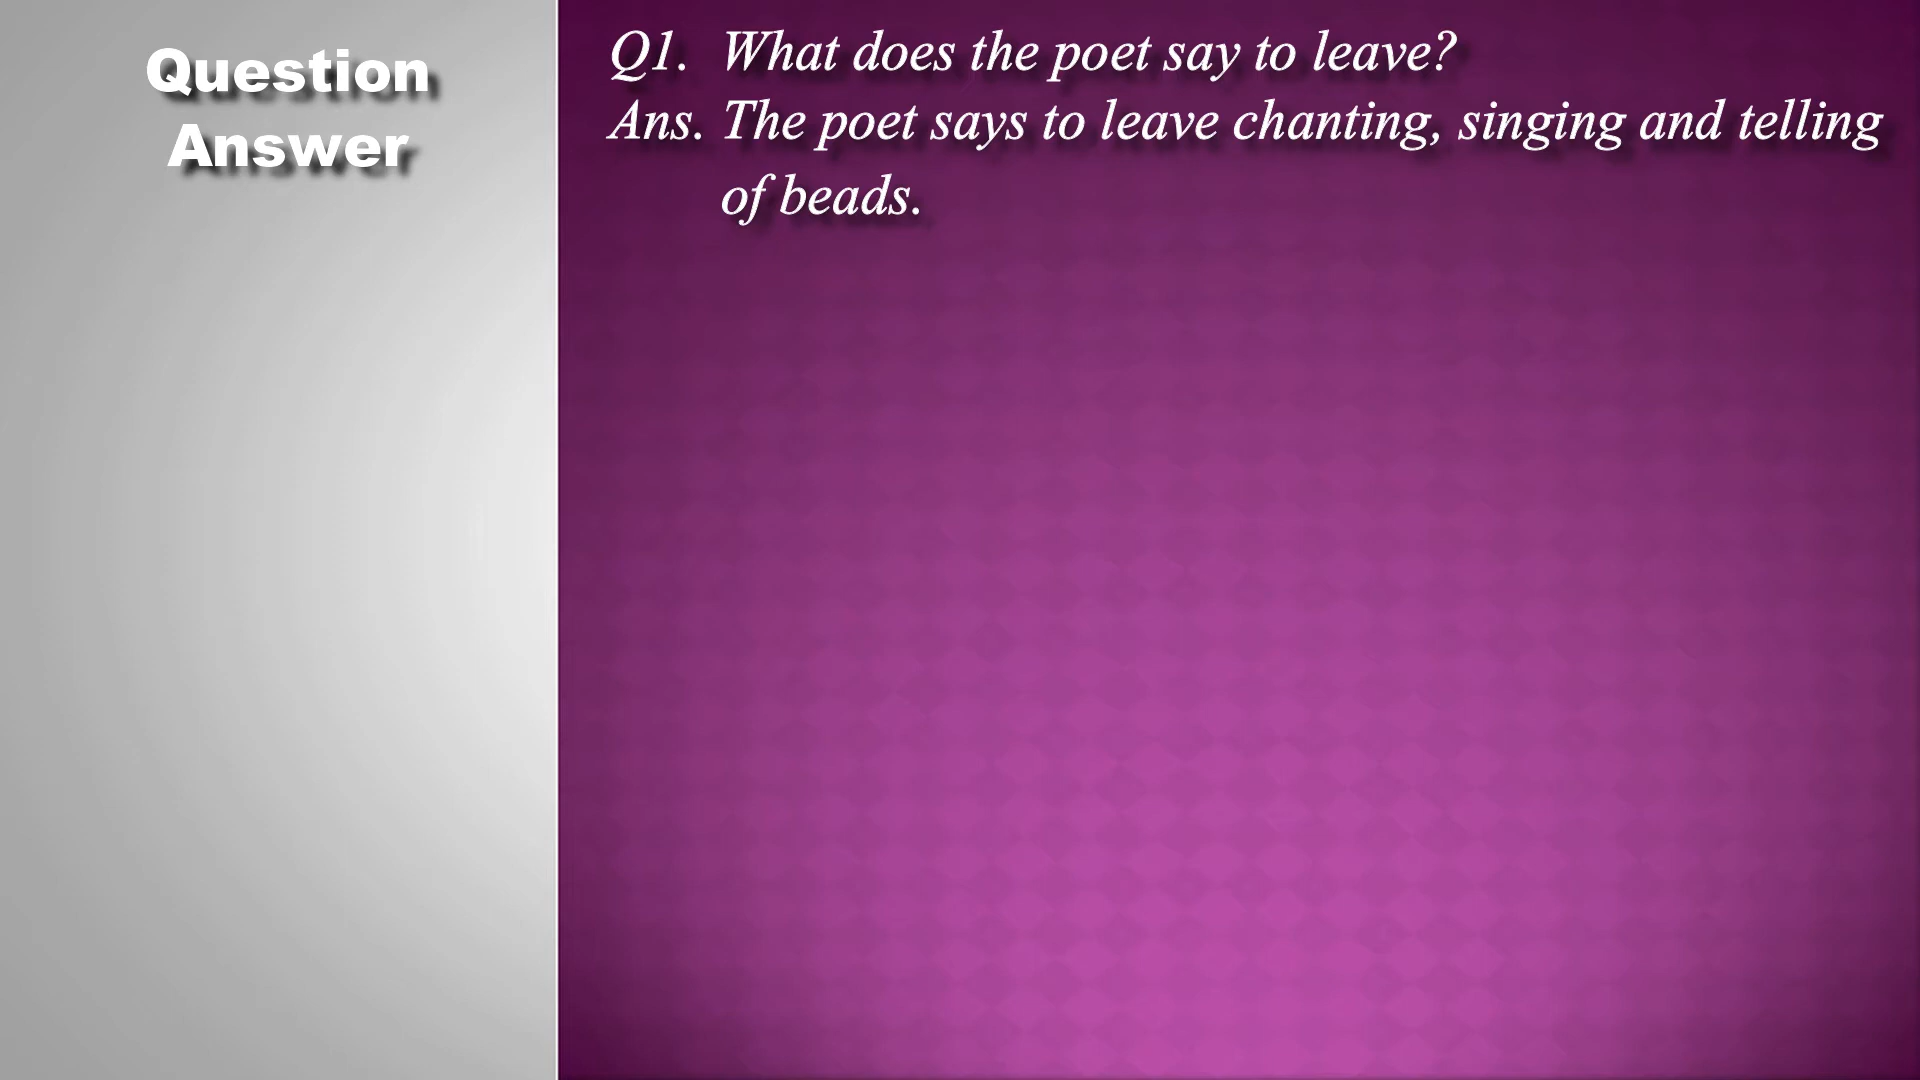 Question
Answer
Q1. What does the poet say to leave?
Ans. The poet says to leave chanting, singing and telling
of beads.